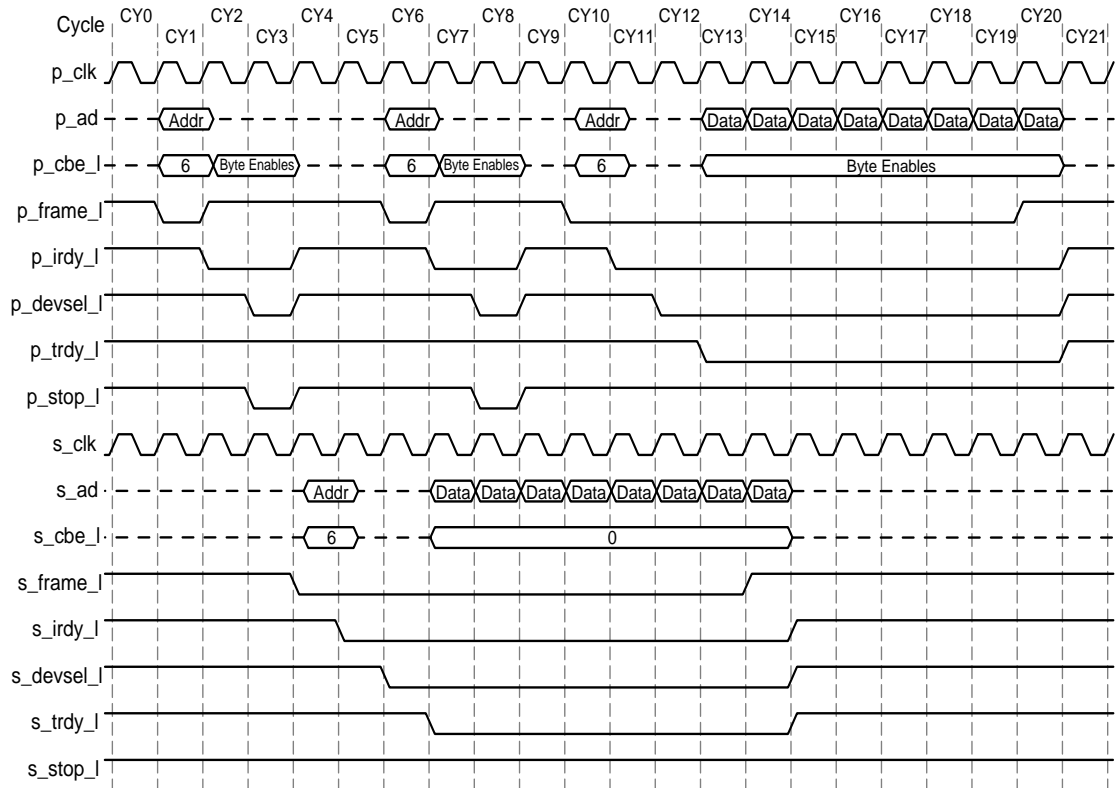 Cycle CY0 CY2 CY4 CY6 CY8 CY10 CY12 CY14 CY16 CY18 CY20
CY1 CY3 CY5 CY7 CY9 CY11 CY13 CY15 CY17 CY19 CY21
p_clk
p_ad Addr Addr Addr Data Data Data Data Data Data Data Data
p_cbe_l 6 Byte Enables 6 Byte Enables 6 Byte Enables
p_frame_l
p_irdy_l
p_devsel_l
p_trdy_l
p_stop_l
s_clk
s_ad Addr Data Data Data Data Data Data Data Data
s_cbe_l 6 0
s_frame_l
s_irdy_l
s_devsel_l
s_trdy_l
s_stop_l